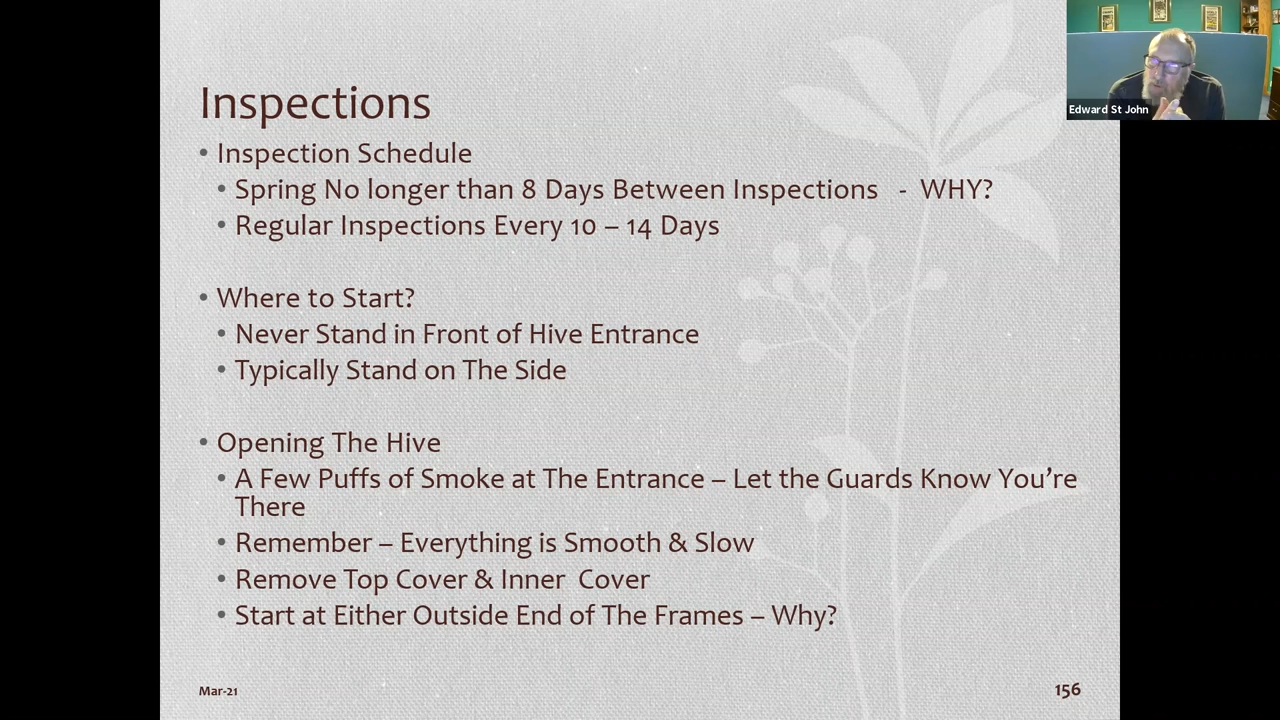 Edward St John
Inspections
• Inspection Schedule
• Spring No longer than 8 Days Between Inspections - WHY?
• Regular Inspections Every 10 – 14 Days
• Where to Start?
• Never Stand in Front of Hive Entrance
• Typically Stand on The Side
• Opening The Hive
• A Few Puffs of Smoke at The Entrance – Let the Guards Know You’re
There
• Remember – Everything is Smooth & Slow
• Remove Top Cover & Inner Cover
• Start at Either Outside End of The Frames – Why?
Mar-21
156